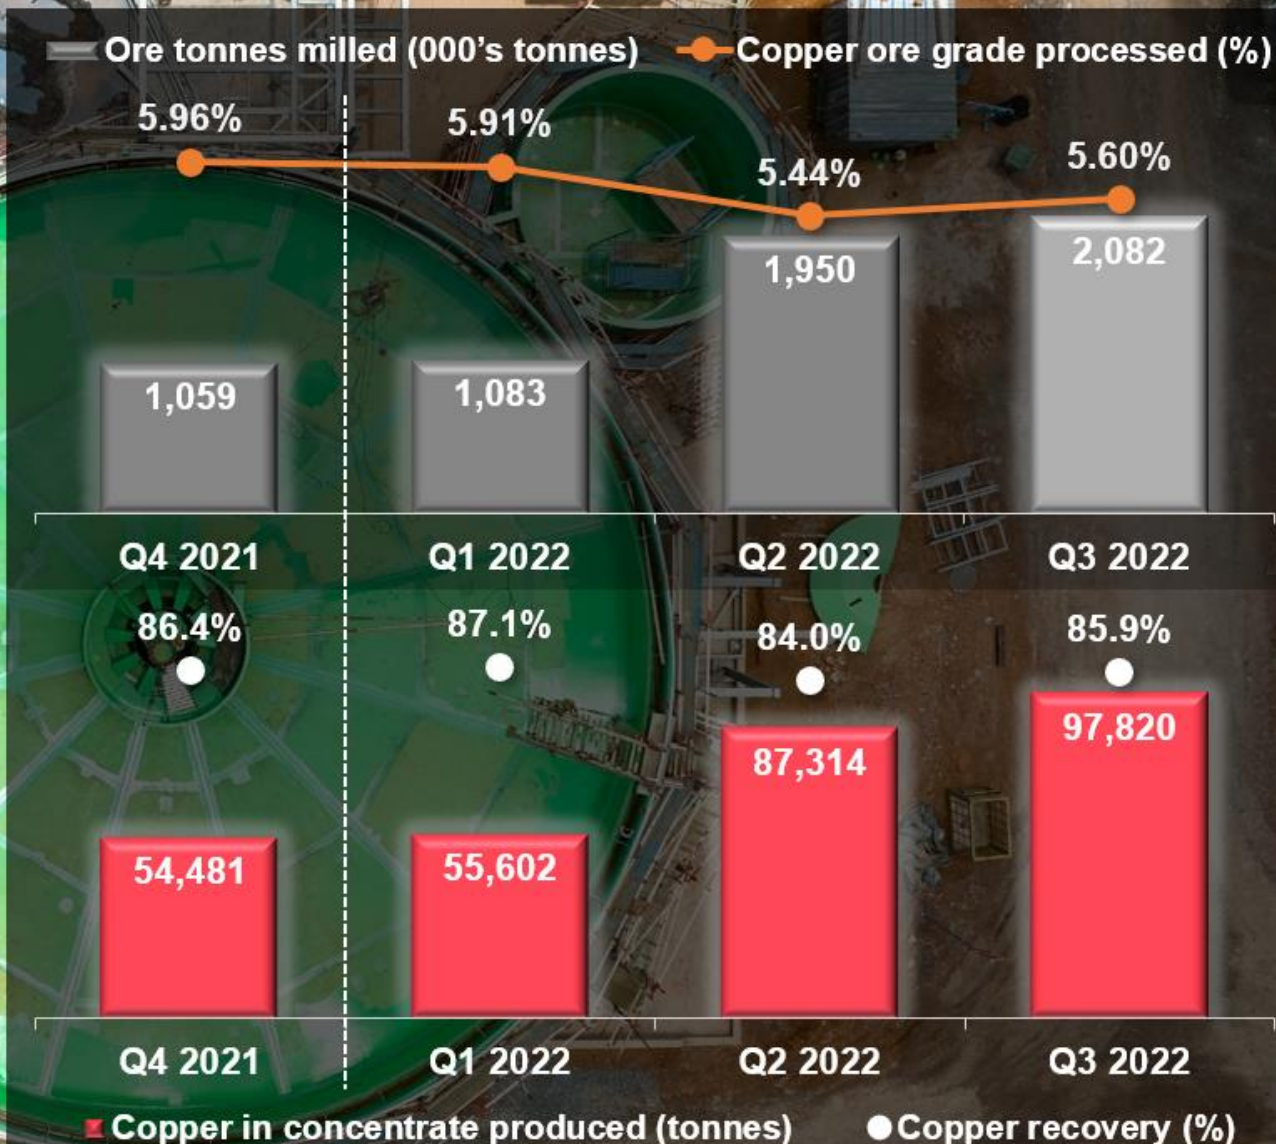 Ore tonnes milled (000's tonnes) Copper ore grade processed (%)
5.96% 5.91% 5.44% 5.60%
1,059 1,083 1,950 2,082
Q4 2021 Q1 2022 Q2 2022 Q3 2022
86.4% 87.1% 84.0% 85.9%
54,481 55,602 87,314 97,820
Q4 2021 Q1 2022 Q2 2022 Q3 2022
Copper in concentrate produced (tonnes) Copper recovery (%)